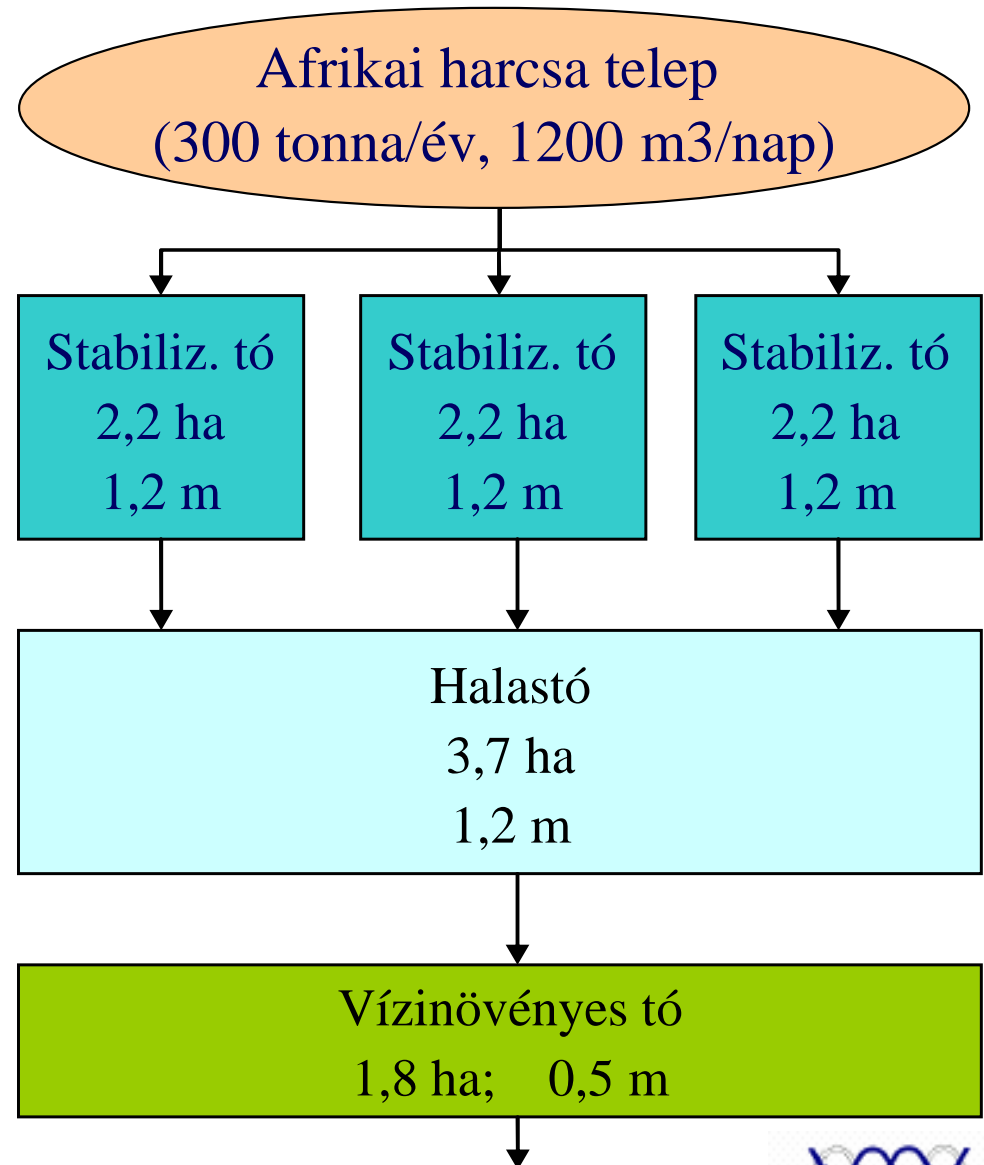 Afrikai harcsa telep
(300 tonna/év, 1200 m3/nap)
Stabiliz. tó
2,2 ha
1,2 m
Stabiliz. tó
2,2 ha
1,2 m
Stabiliz. tó
2,2 ha
1,2 m
Halastó
3,7 ha
1,2 m
Vízinövényes tó
1,8 ha; 0,5 m